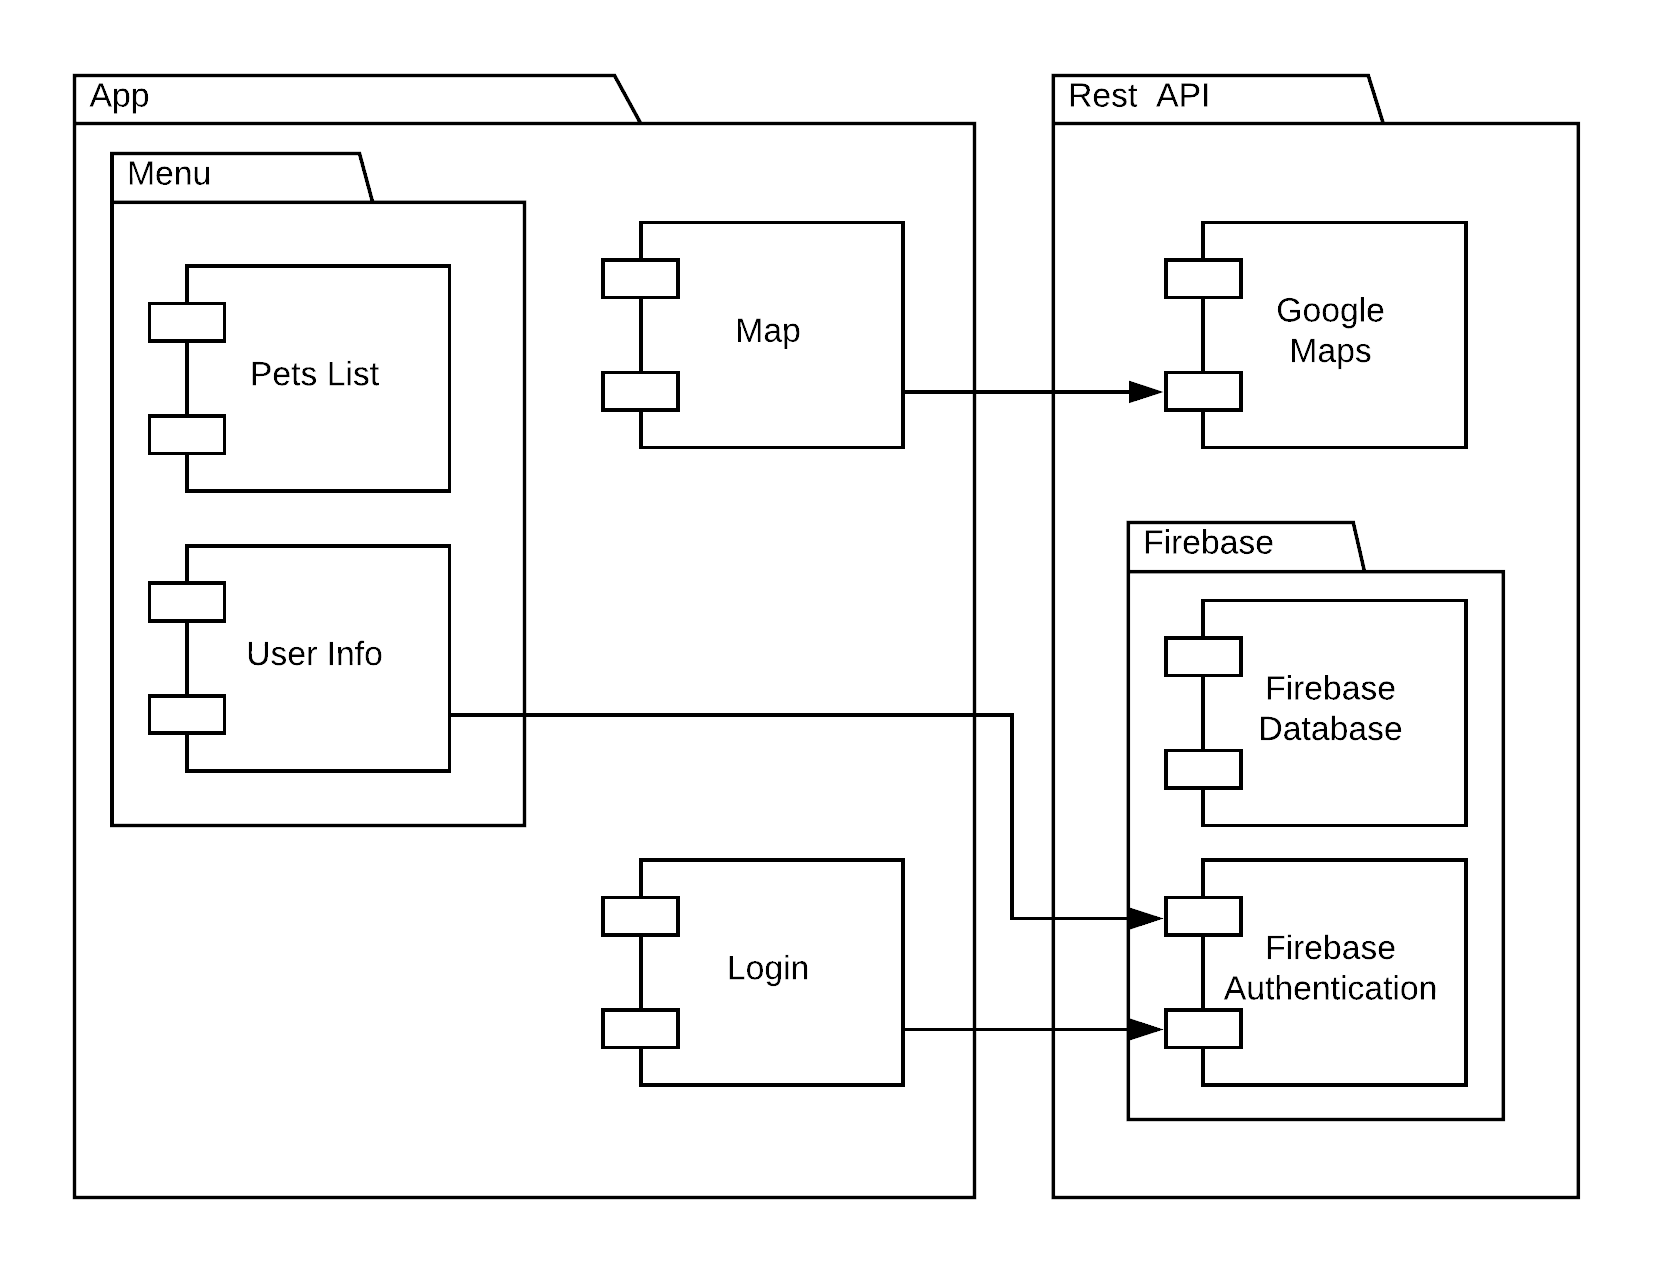 App
Menu
Pets List
User Info
Map
Login
Rest  API
Google
Maps
Firebase
Firebase
Database
Firebase
Authentication